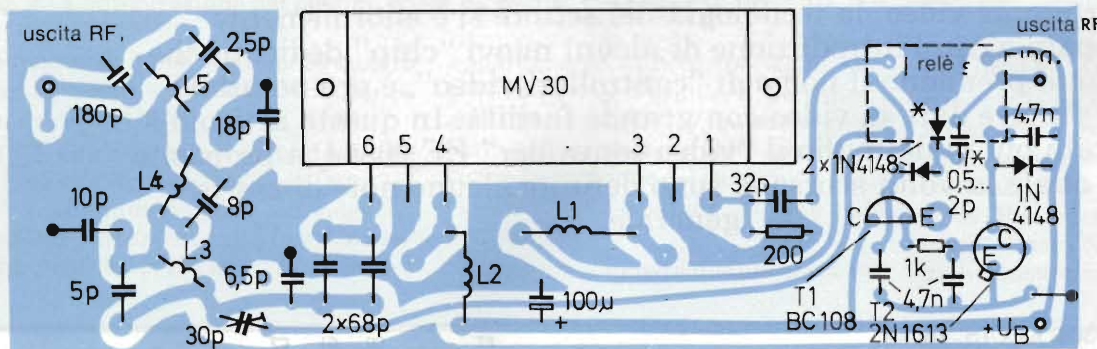 uscita RF.
2,5p
L5
180p
18p
MV30
6 5 4 3 2 1
uscita RF
relè
*
4,7n
2×1N4148
*
0,5...
2p
1N
4148
L4
10p
8p
L3
6,5p
5p
30p
2×68p
L2
L1
100µ
+
32p
200
C E
1k
C
E
4,7n
T1
BC108
T2
2N1613
+UB